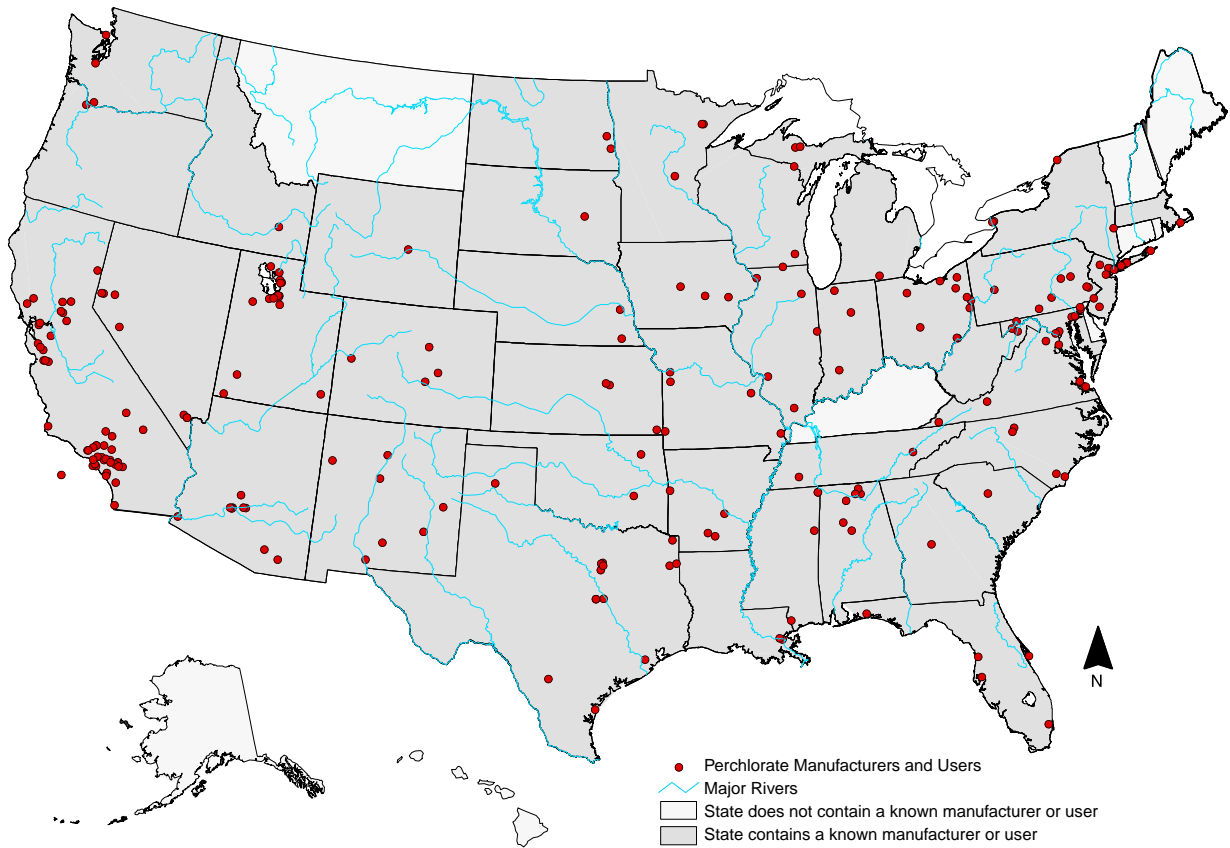 N
Perchlorate Manufacturers and Users
Major Rivers
State does not contain a known manufacturer or user
State contains a known manufacturer or user